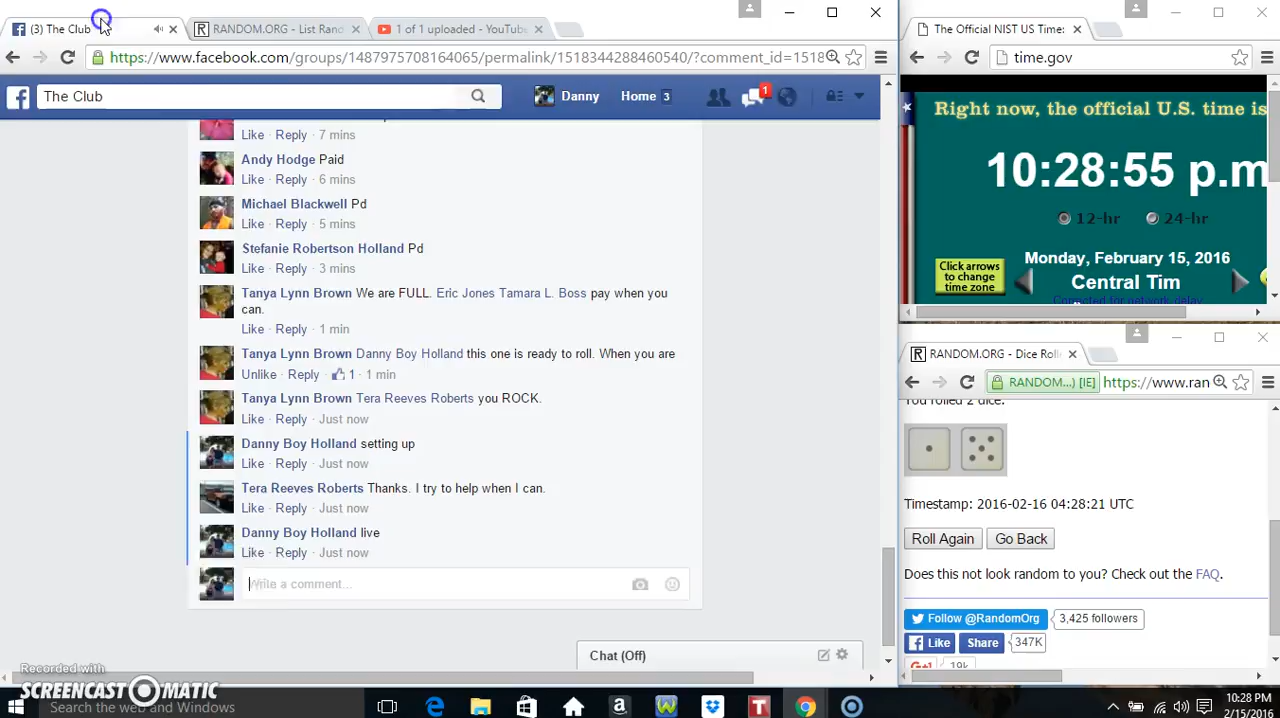 (3) The Club
RANDOM.ORG - List Rand
1 of 1 uploaded - YouTube
https://www.facebook.com/groups/1487975708164065/permalink/1518344288460540/?comment_id=1518
The Club
Danny
Home 3
1
Like · Reply · 7 mins
Andy Hodge Paid
Like · Reply · 6 mins
Michael Blackwell Pd
Like · Reply · 5 mins
Stefanie Robertson Holland Pd
Like · Reply · 3 mins
Tanya Lynn Brown We are FULL. Eric Jones Tamara L. Boss pay when you
can.
Like · Reply · 1 min
Tanya Lynn Brown Danny Boy Holland this one is ready to roll. When you are
Unlike · Reply · 1 · 1 min
Tanya Lynn Brown Tera Reeves Roberts you ROCK.
Like · Reply · Just now
Danny Boy Holland setting up
Like · Reply · Just now
Tera Reeves Roberts Thanks. I try to help when I can.
Like · Reply · Just now
Danny Boy Holland live
Like · Reply · Just now
Write a comment...
Chat (Off)
Recorded with
SCREENCAST-O-MATIC
Search the web and Windows
The Official NIST US Time:
time.gov
Right now, the official U.S. time is
10:28:55 p.m
12-hr 24-hr
Monday, February 15, 2016
Click arrows
to change
time zone
Central Tim
Corrected for network delay
RANDOM.ORG - Dice Roll
RANDOM...) [IE]
https://www.ran
You rolled 2 dice:
Timestamp: 2016-02-16 04:28:21 UTC
Roll Again
Go Back
Does this not look random to you? Check out the FAQ.
Follow @RandomOrg
3,425 followers
Like
Share
347K
G+1
19k
10:28 PM
2/15/2016